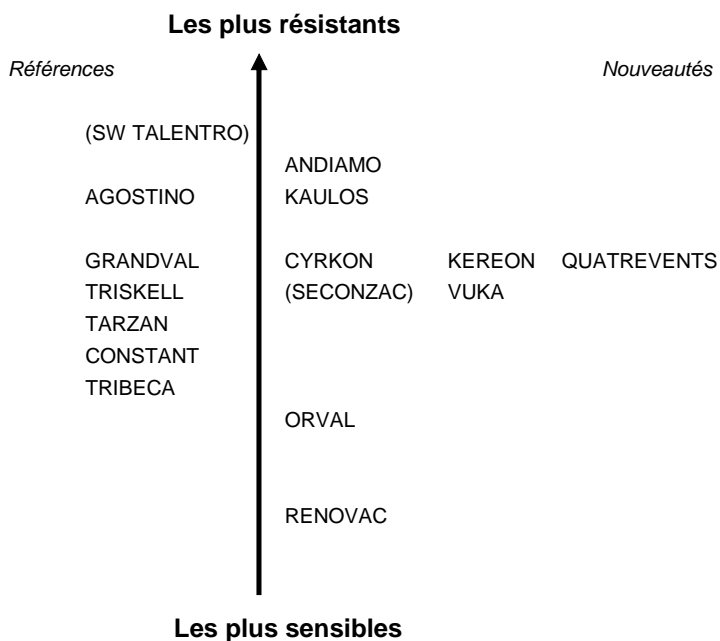 Les plus résistants
Références Nouveautés
(SW TALENTRO)
ANDIAMO
AGOSTINO KAULOS
GRANDVAL CYRKON KEREON QUATREVENTS
TRISKELL (SECONZAC) VUKA
TARZAN
CONSTANT
TRIBECA
ORVAL
RENOVAC
Les plus sensibles